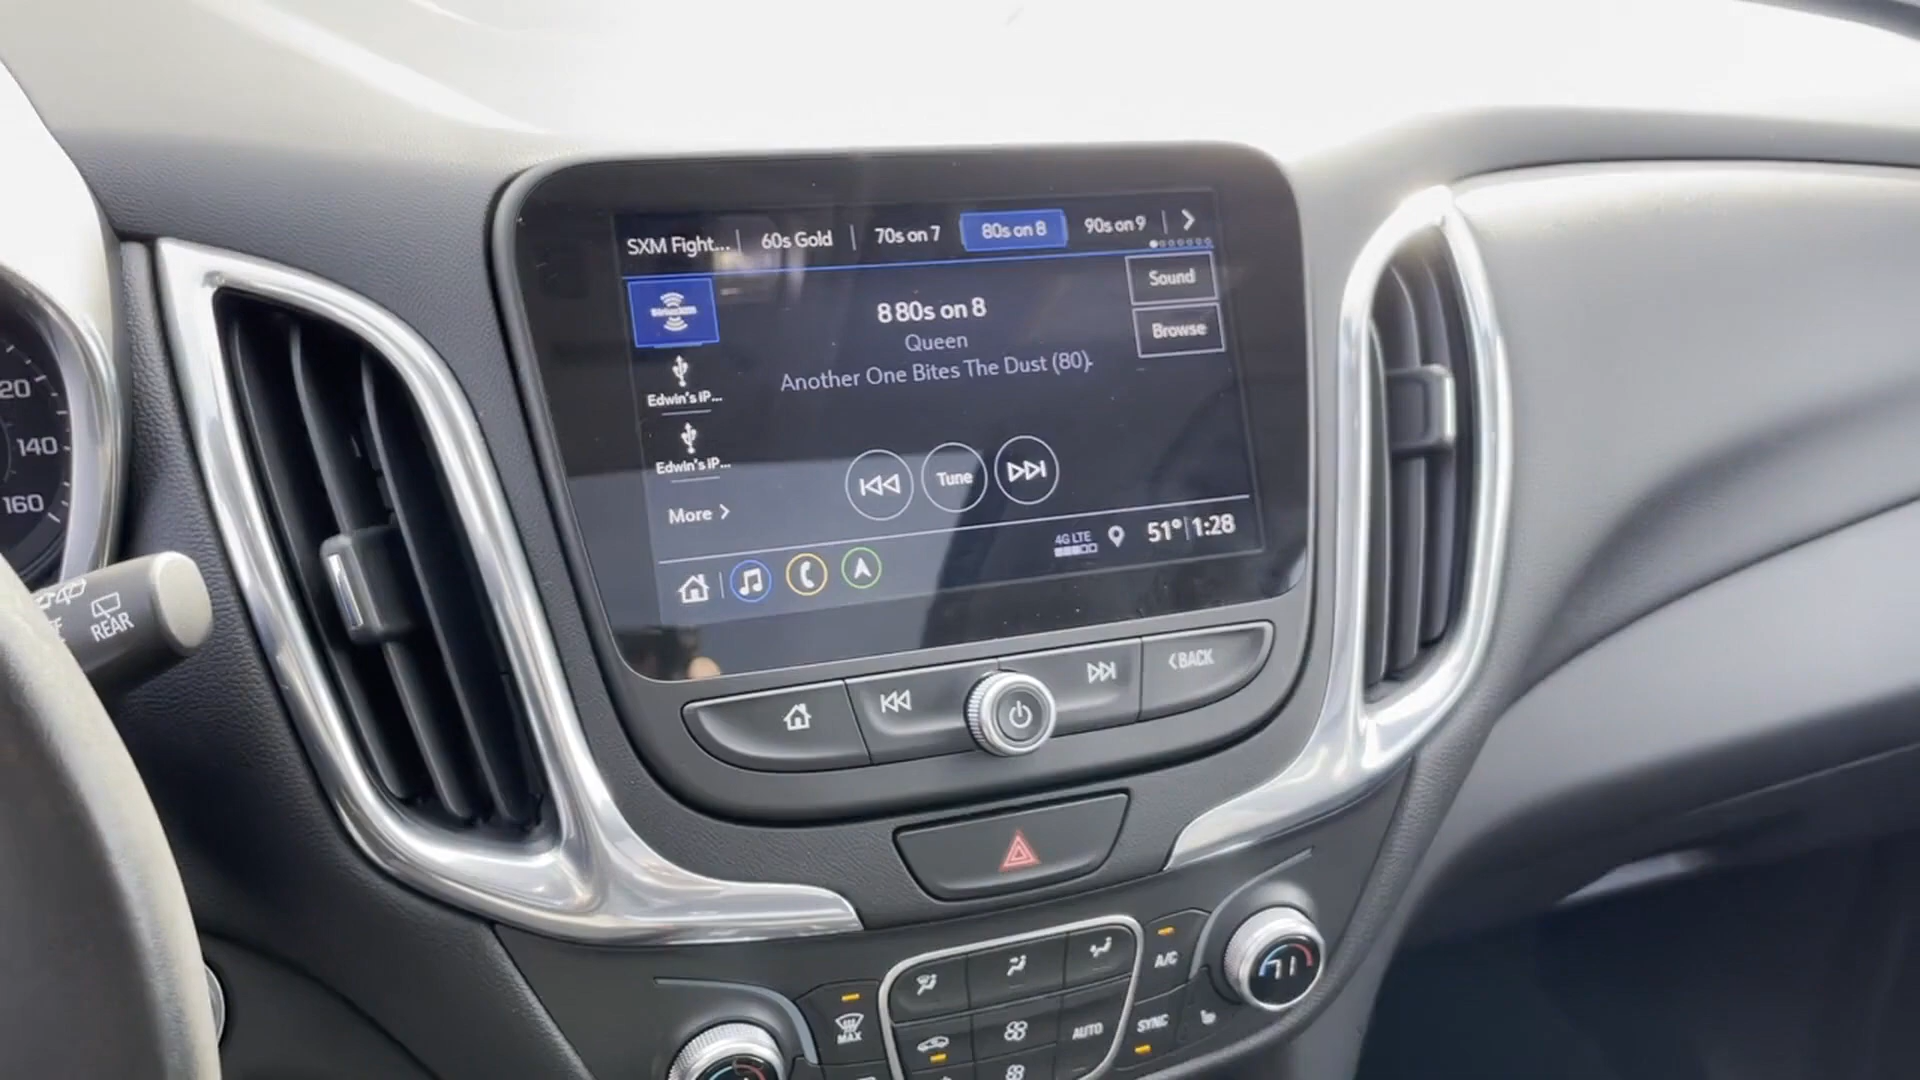 SXM Fight...
60s Gold
70s on 7
80s on 8
90s on 9
Sound
8 80s on 8
Browse
Queen
Another One Bites The Dust (80)
Edwin's iP...
Edwin's iP...
Tune
More
4G LTE
51° 1:28
20
140
160
REAR
BACK
A/C
MAX
AUTO
SYNC
71